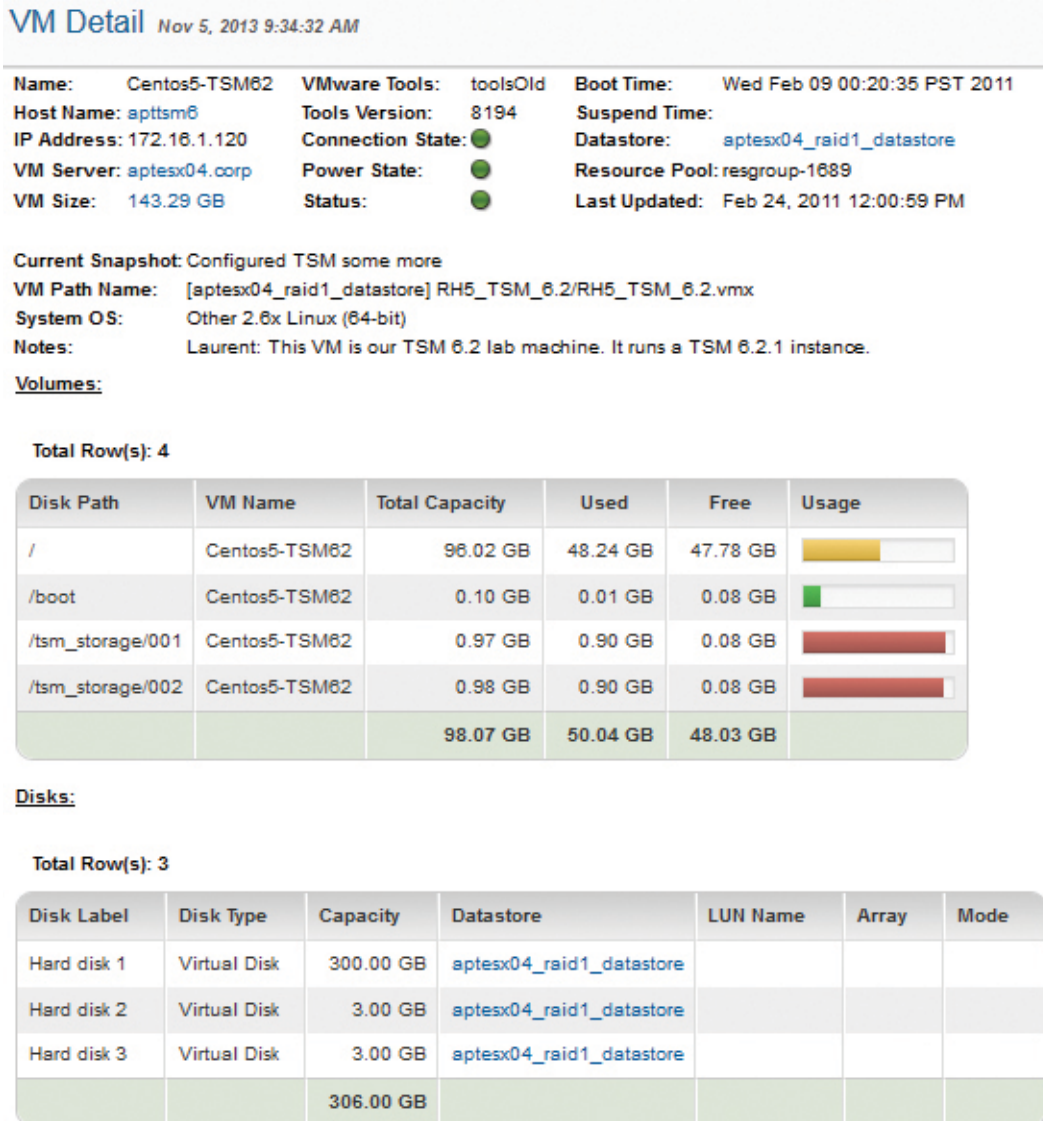 VM Detail Nov 5, 2013 9:34:32 AM
Name: Centos5-TSM62 VMware Tools: toolsOld Boot Time: Wed Feb 09 00:20:35 PST 2011
Host Name: apttsm6 Tools Version: 8194 Suspend Time:
IP Address: 172.16.1.120 Connection State: Datastore: aptesx04_raid1_datastore
VM Server: aptesx04.corp Power State: Resource Pool: resgroup-1689
VM Size: 143.29 GB Status: Last Updated: Feb 24, 2011 12:00:59 PM
Current Snapshot: Configured TSM some more
VM Path Name: [aptesx04_raid1_datastore] RH5_TSM_6.2/RH5_TSM_6.2.vmx
System OS: Other 2.6x Linux (64-bit)
Notes: Laurent: This VM is our TSM 6.2 lab machine. It runs a TSM 6.2.1 instance.
Volumes:
Total Row(s): 4
Disk Path VM Name Total Capacity Used Free Usage
/ Centos5-TSM62 96.02 GB 48.24 GB 47.78 GB
/boot Centos5-TSM62 0.10 GB 0.01 GB 0.08 GB
/tsm_storage/001 Centos5-TSM62 0.97 GB 0.90 GB 0.08 GB
/tsm_storage/002 Centos5-TSM62 0.98 GB 0.90 GB 0.08 GB
98.07 GB 50.04 GB 48.03 GB
Disks:
Total Row(s): 3
Disk Label Disk Type Capacity Datastore LUN Name Array Mode
Hard disk 1 Virtual Disk 300.00 GB aptesx04_raid1_datastore
Hard disk 2 Virtual Disk 3.00 GB aptesx04_raid1_datastore
Hard disk 3 Virtual Disk 3.00 GB aptesx04_raid1_datastore
306.00 GB